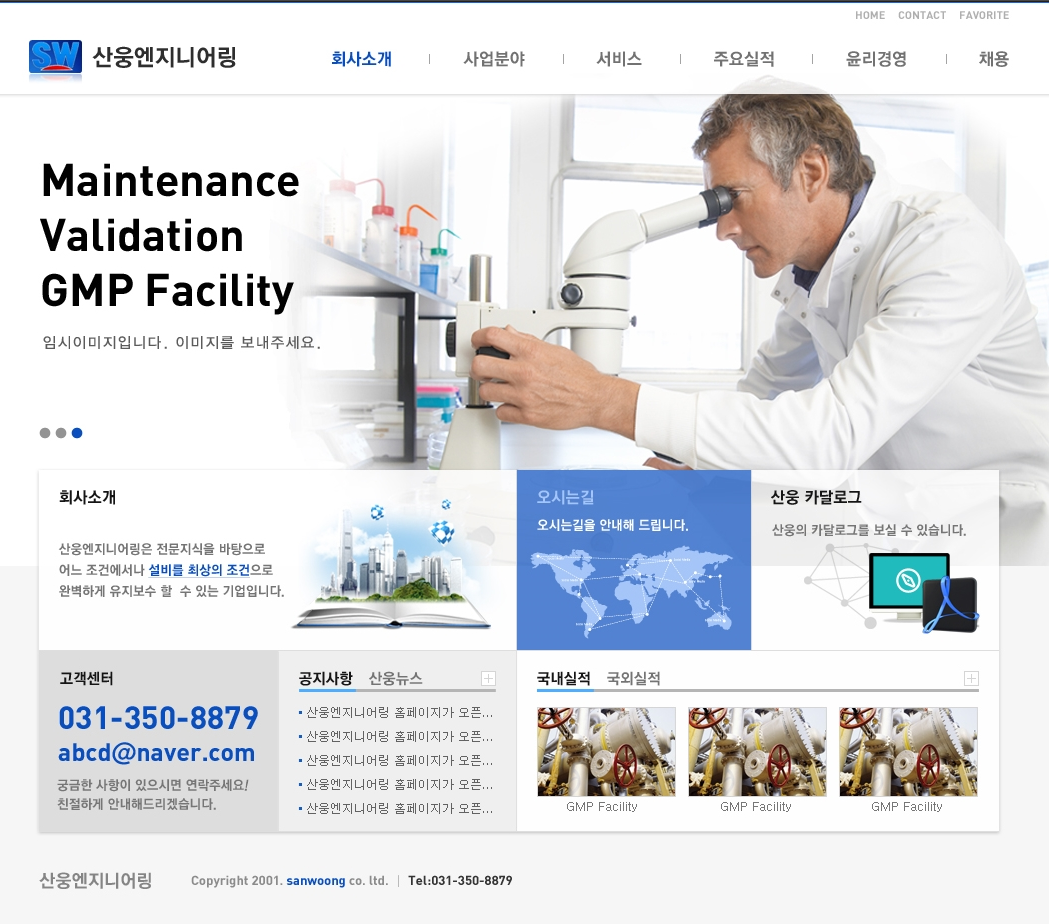 HOME CONTACT FAVORITE
SW 산웅엔지니어링
회사소개 사업분야 서비스 주요실적 윤리경영 채용
Maintenance
Validation
GMP Facility
임시이미지입니다. 이미지를 보내주세요.
회사소개
산웅엔지니어링은 전문지식을 바탕으로
어느 조건에서나 설비를 최상의 조건으로
완벽하게 유지보수 할 수 있는 기업입니다.
오시는길
오시는길을 안내해 드립니다.
산웅 카달로그
산웅의 카달로그를 보실 수 있습니다.
고객센터
031-350-8879
abcd@naver.com
궁금한 사항이 있으시면 연락주세요!
친절하게 안내해드리겠습니다.
공지사항 산웅뉴스
산웅엔지니어링 홈페이지가 오픈...
산웅엔지니어링 홈페이지가 오픈...
산웅엔지니어링 홈페이지가 오픈...
산웅엔지니어링 홈페이지가 오픈...
산웅엔지니어링 홈페이지가 오픈...
국내실적 국외실적
GMP Facility GMP Facility GMP Facility
산웅엔지니어링 Copyright 2001. sanwoong co. ltd. | Tel:031-350-8879